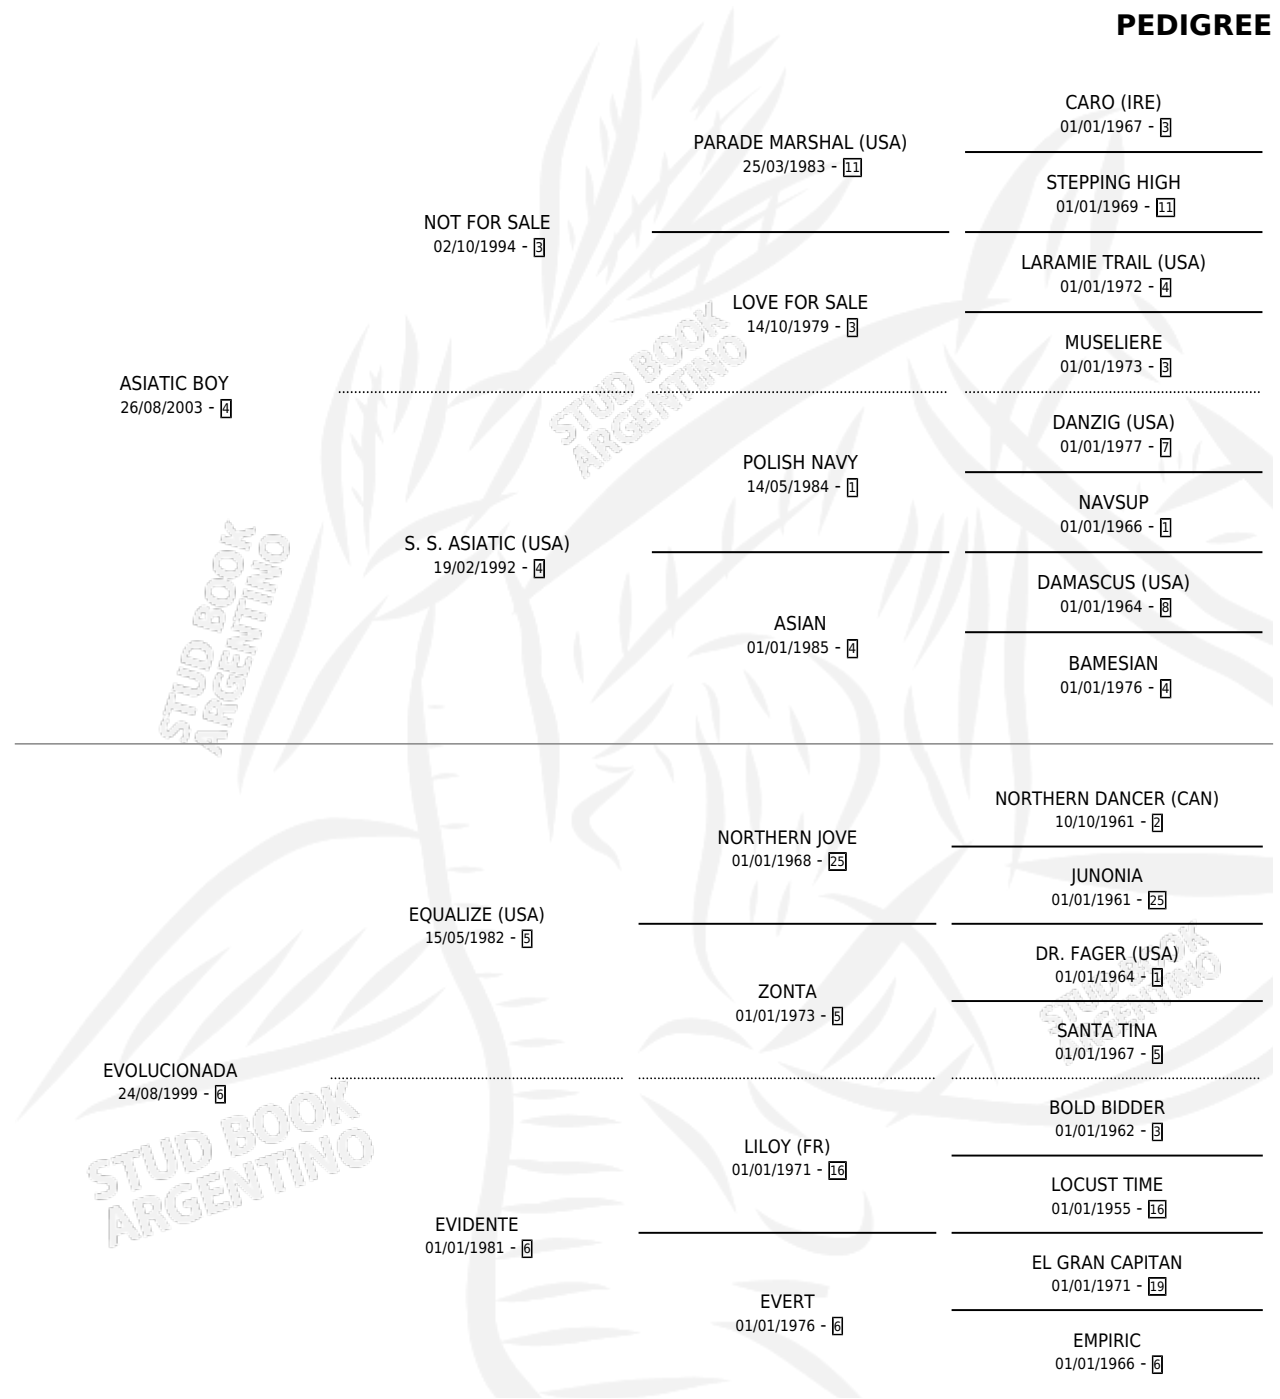 PEDIGREE
CARO (IRE)
01/01/1967 - 3
PARADE MARSHAL (USA)
25/03/1983 - 11
STEPPING HIGH
01/01/1969 - 11
NOT FOR SALE
02/10/1994 - 3
LARAMIE TRAIL (USA)
01/01/1972 - 4
LOVE FOR SALE
14/10/1979 - 3
MUSELIERE
01/01/1973 - 3
ASIATIC BOY
26/08/2003 - 4
STUD BOOK
ARGENTINO
DANZIG (USA)
01/01/1977 - 7
POLISH NAVY
14/05/1984 - 1
NAVSUP
01/01/1966 - 1
S. S. ASIATIC (USA)
19/02/1992 - 4
DAMASCUS (USA)
01/01/1964 - 8
ASIAN
01/01/1985 - 4
BAMESIAN
01/01/1976 - 4
STUD BOOK
ARGENTINO
NORTHERN DANCER (CAN)
10/10/1961 - 2
NORTHERN JOVE
01/01/1968 - 25
JUNONIA
01/01/1961 - 25
EQUALIZE (USA)
15/05/1982 - 5
DR. FAGER (USA)
01/01/1964 - 1
ZONTA
01/01/1973 - 5
SANTA TINA
01/01/1967 - 5
STUD BOOK
ARGENTINO
EVOLUCIONADA
24/08/1999 - 6
BOLD BIDDER
01/01/1962 - 3
LILOY (FR)
01/01/1971 - 16
LOCUST TIME
01/01/1955 - 16
EVIDENTE
01/01/1981 - 6
EL GRAN CAPITAN
01/01/1971 - 19
EVERT
01/01/1976 - 6
EMPIRIC
01/01/1966 - 6
STUD BOOK
ARGENTINO